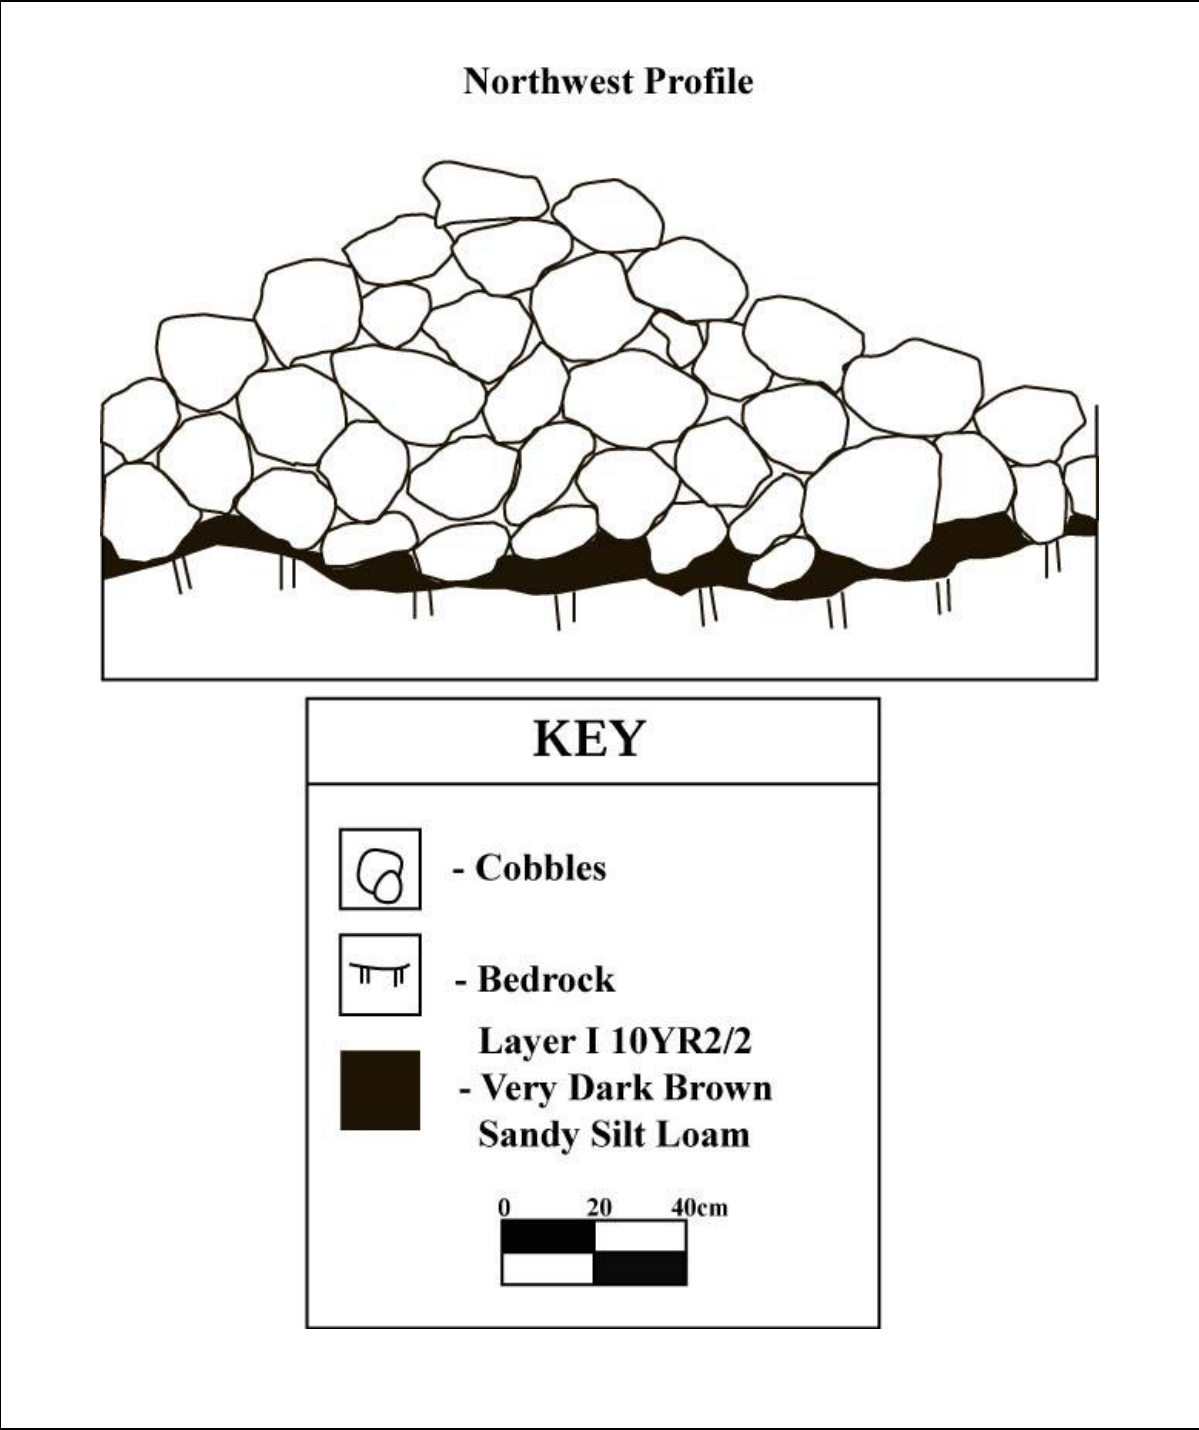 Northwest Profile
KEY
- Cobbles
- Bedrock
Layer I 10YR2/2
- Very Dark Brown
Sandy Silt Loam
0 20 40cm